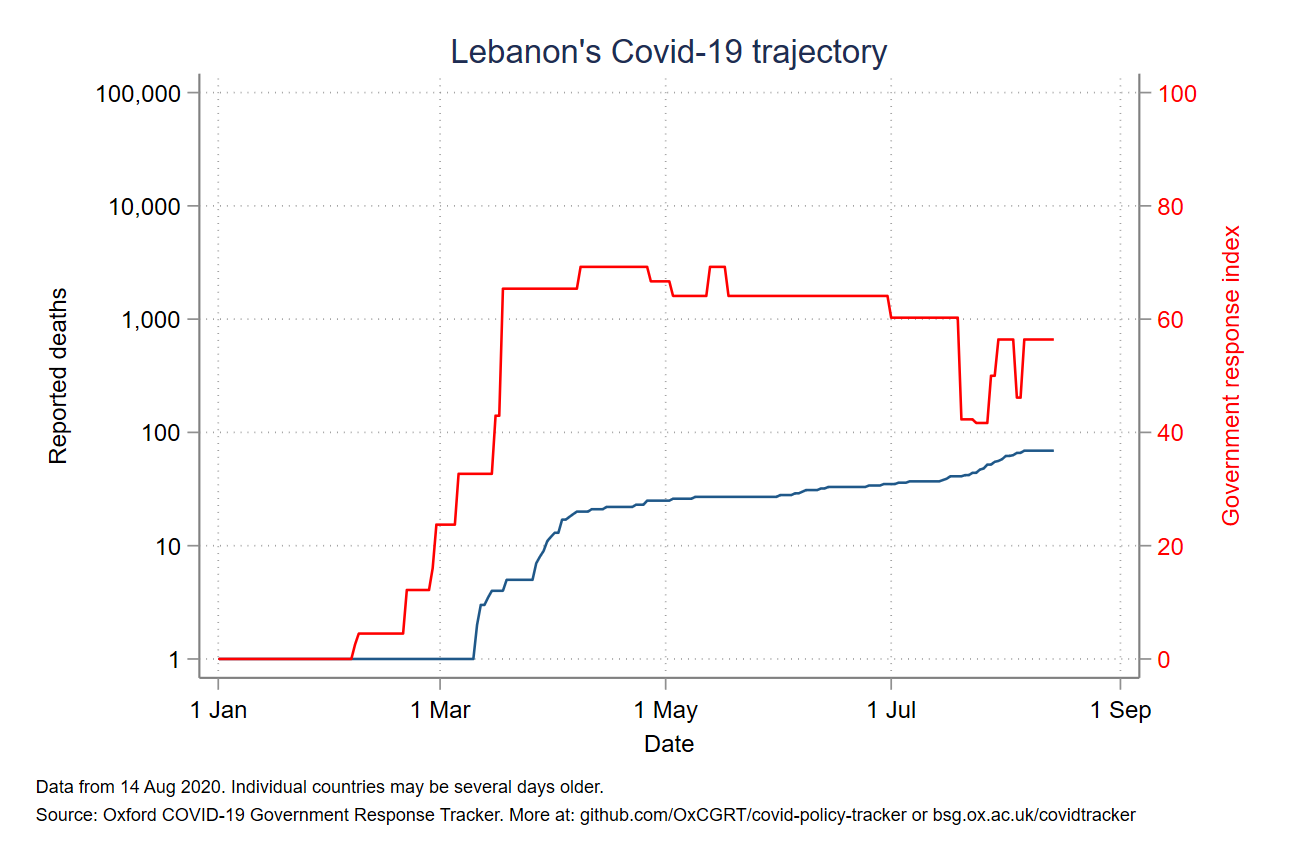 Lebanon's Covid-19 trajectory
100,000
10,000
1,000
100
10
1
Reported deaths
100
80
60
40
20
0
Government response index
1 Jan
1 Mar
1 May
1 Jul
1 Sep
Date
Data from 14 Aug 2020. Individual countries may be several days older.
Source: Oxford COVID-19 Government Response Tracker. More at: github.com/OxCGRT/covid-policy-tracker or bsg.ox.ac.uk/covidtracker